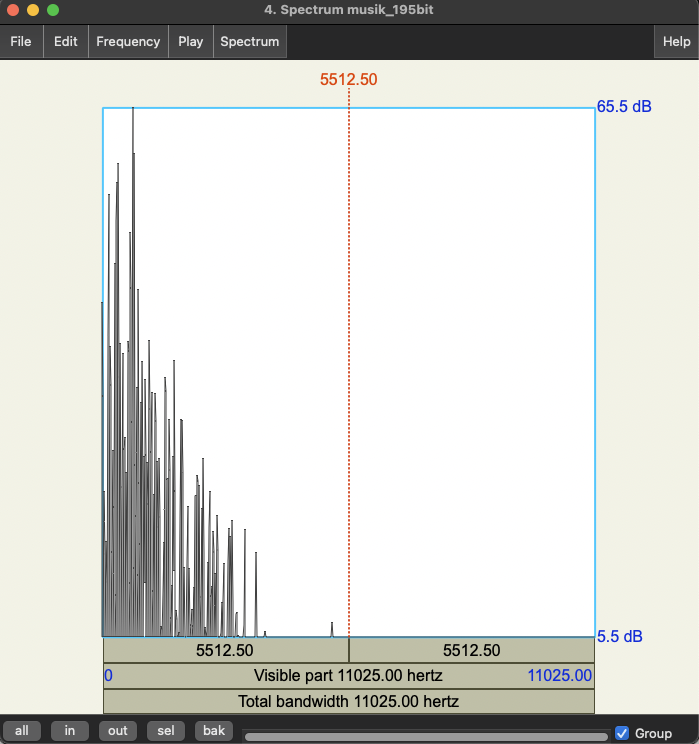 4. Spectrum musik_195bit
File Edit Frequency Play Spectrum Help
5512.50
65.5 dB
5.5 dB
5512.50 5512.50
0 Visible part 11025.00 hertz 11025.00
Total bandwidth 11025.00 hertz
all in out sel bak Group